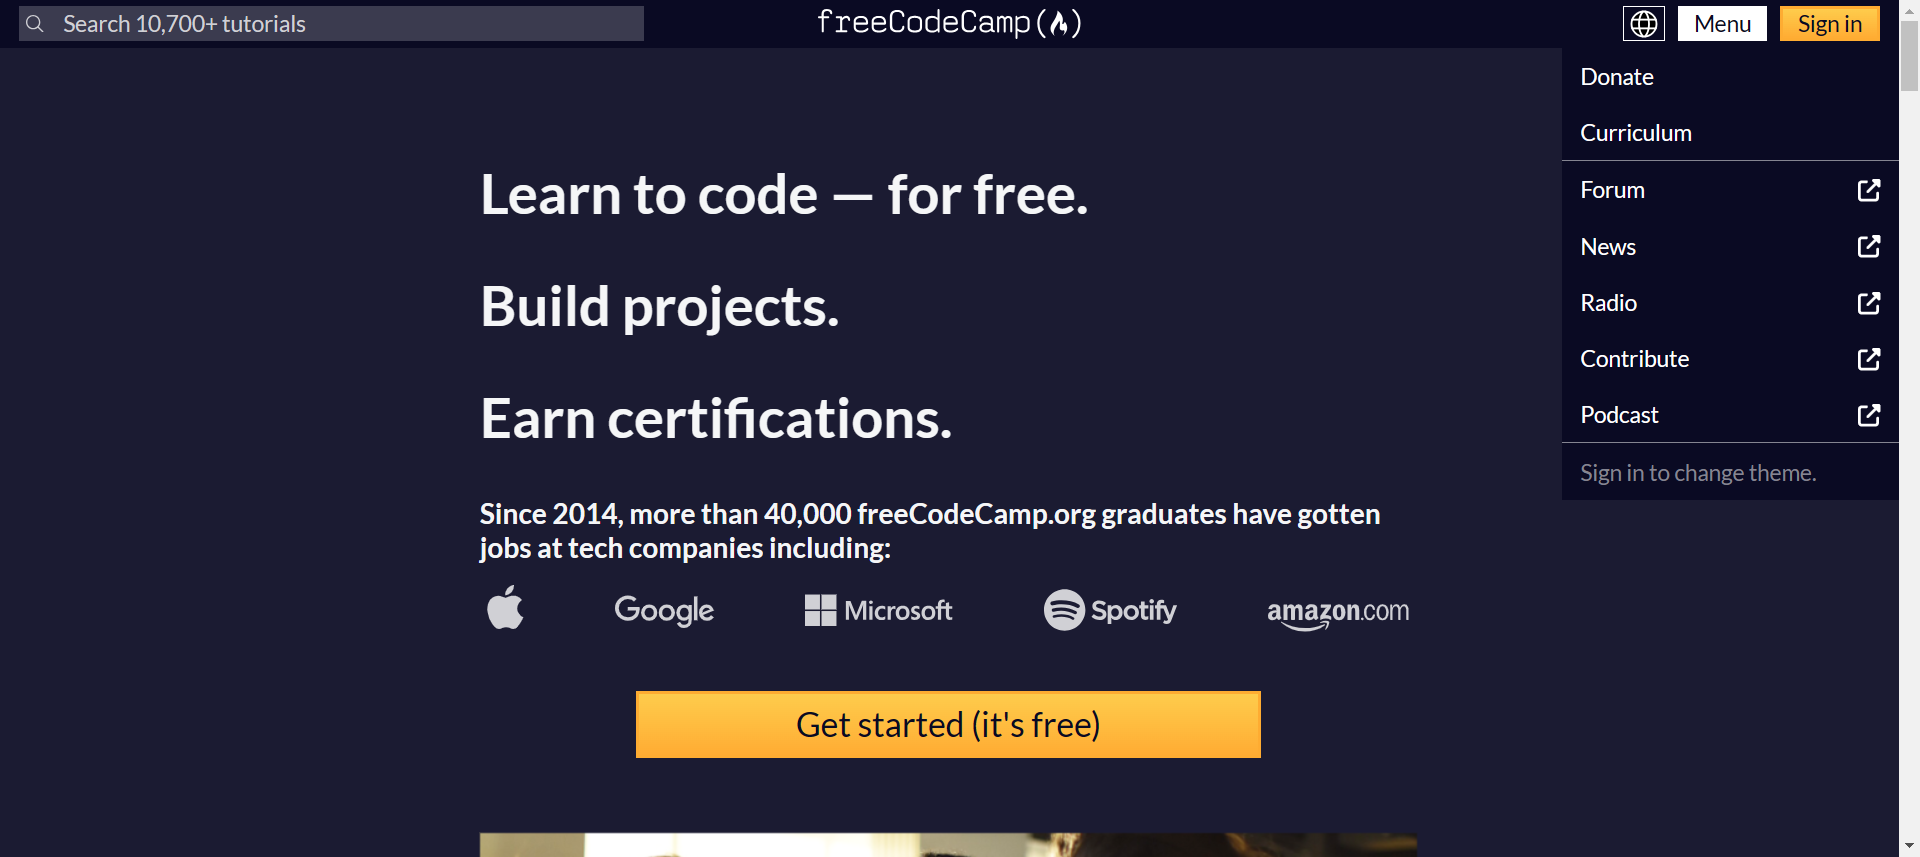 Search 10,700+ tutorials
freeCodeCamp
Menu
Sign in
Donate
Curriculum
Forum
News
Radio
Contribute
Podcast
Sign in to change theme.
Learn to code — for free.
Build projects.
Earn certifications.
Since 2014, more than 40,000 freeCodeCamp.org graduates have gotten
jobs at tech companies including:
Google
Microsoft
Spotify
amazon.com
Get started (it's free)